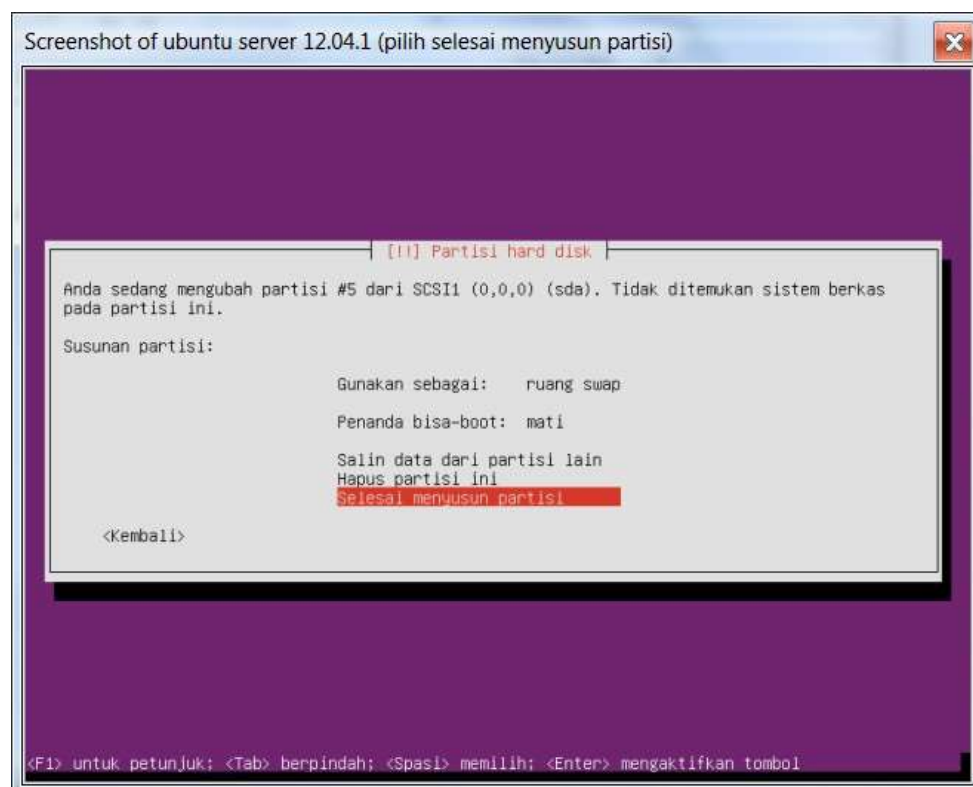 Screenshot of ubuntu server 12.04.1 (pilih selesai menyusun partisi)
[!!] Partisi hard disk
Anda sedang mengubah partisi #5 dari SCSI1 (0,0,0) (sda). Tidak ditemukan sistem berkas
pada partisi ini.
Susunan partisi:
Gunakan sebagai: ruang swap
Penanda bisa-boot: mati
Salin data dari partisi lain
Hapus partisi ini
Selesai menyusun partisi
<Kembali>
<F1> untuk petunjuk; <Tab> berpindah; <Spasi> memilih; <Enter> mengaktifkan tombol